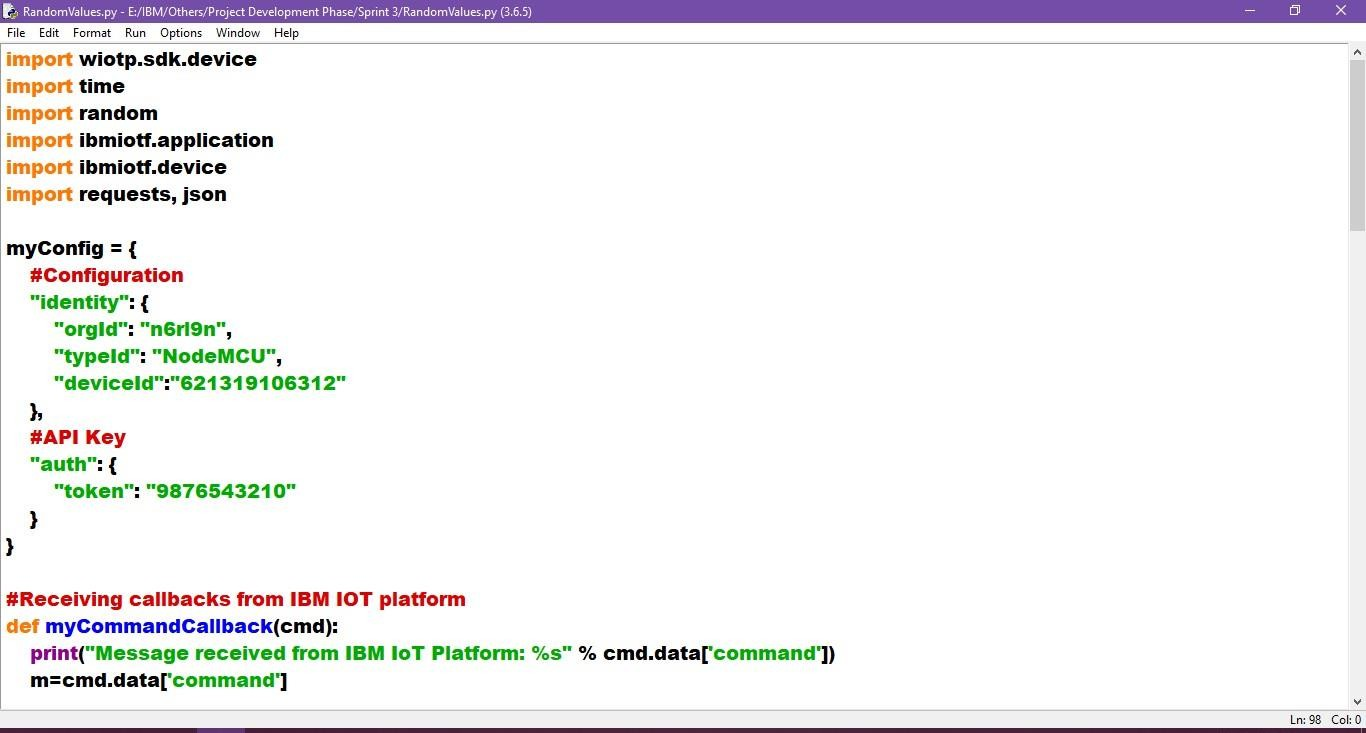 RandomValues.py - E:/IBM/Others/Project Development Phase/Sprint 3/RandomValues.py (3.6.5)
File Edit Format Run Options Window Help
import wiotp.sdk.device
import time
import random
import ibmiotf.application
import ibmiotf.device
import requests, json
myConfig = {
#Configuration
"identity": {
"orgId": "n6rl9n",
"typeId": "NodeMCU",
"deviceId":"621319106312"
},
#API Key
"auth": {
"token": "9876543210"
}
}
#Receiving callbacks from IBM IOT platform
def myCommandCallback(cmd):
print("Message received from IBM IoT Platform: %s" % cmd.data['command'])
m=cmd.data['command']
Ln: 98 Col: 0